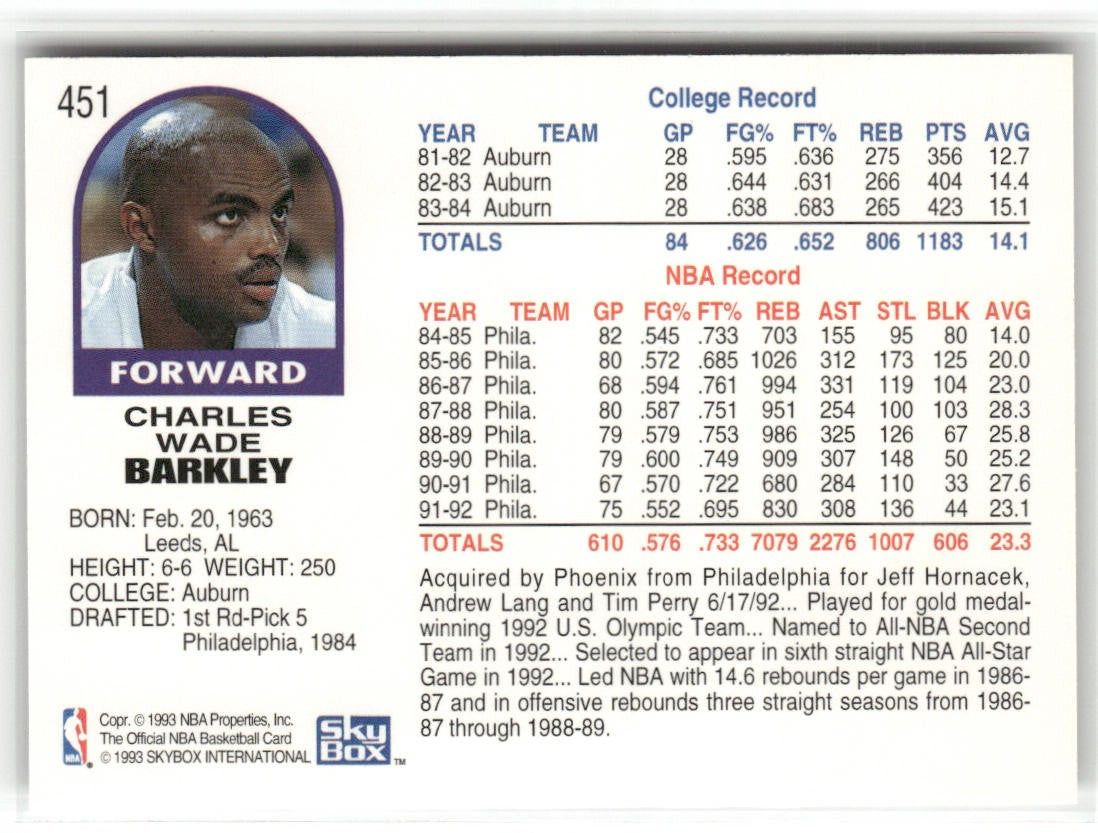 451
FORWARD
CHARLES
WADE
BARKLEY
BORN: Feb. 20, 1963
Leeds, AL
HEIGHT: 6-6 WEIGHT: 250
COLLEGE: Auburn
DRAFTED: 1st Rd-Pick 5
Philadelphia, 1984
NBA
Copr. © 1993 NBA Properties, Inc.
The Official NBA Basketball Card
© 1993 SKYBOX INTERNATIONAL
SKY
BOX TM
College Record
YEAR TEAM GP FG% FT% REB PTS AVG
81-82 Auburn 28 .595 .636 275 356 12.7
82-83 Auburn 28 .644 .631 266 404 14.4
83-84 Auburn 28 .638 .683 265 423 15.1
TOTALS 84 .626 .652 806 1183 14.1
NBA Record
YEAR TEAM GP FG% FT% REB AST STL BLK AVG
84-85 Phila. 82 .545 .733 703 155 95 80 14.0
85-86 Phila. 80 .572 .685 1026 312 173 125 20.0
86-87 Phila. 68 .594 .761 994 331 119 104 23.0
87-88 Phila. 80 .587 .751 951 254 100 103 28.3
88-89 Phila. 79 .579 .753 986 325 126 67 25.8
89-90 Phila. 79 .600 .749 909 307 148 50 25.2
90-91 Phila. 67 .570 .722 680 284 110 33 27.6
91-92 Phila. 75 .552 .695 830 308 136 44 23.1
TOTALS 610 .576 .733 7079 2276 1007 606 23.3
Acquired by Phoenix from Philadelphia for Jeff Hornacek,
Andrew Lang and Tim Perry 6/17/92... Played for gold medal-
winning 1992 U.S. Olympic Team... Named to All-NBA Second
Team in 1992... Selected to appear in sixth straight NBA All-Star
Game in 1992... Led NBA with 14.6 rebounds per game in 1986-
87 and in offensive rebounds three straight seasons from 1986-
87 through 1988-89.